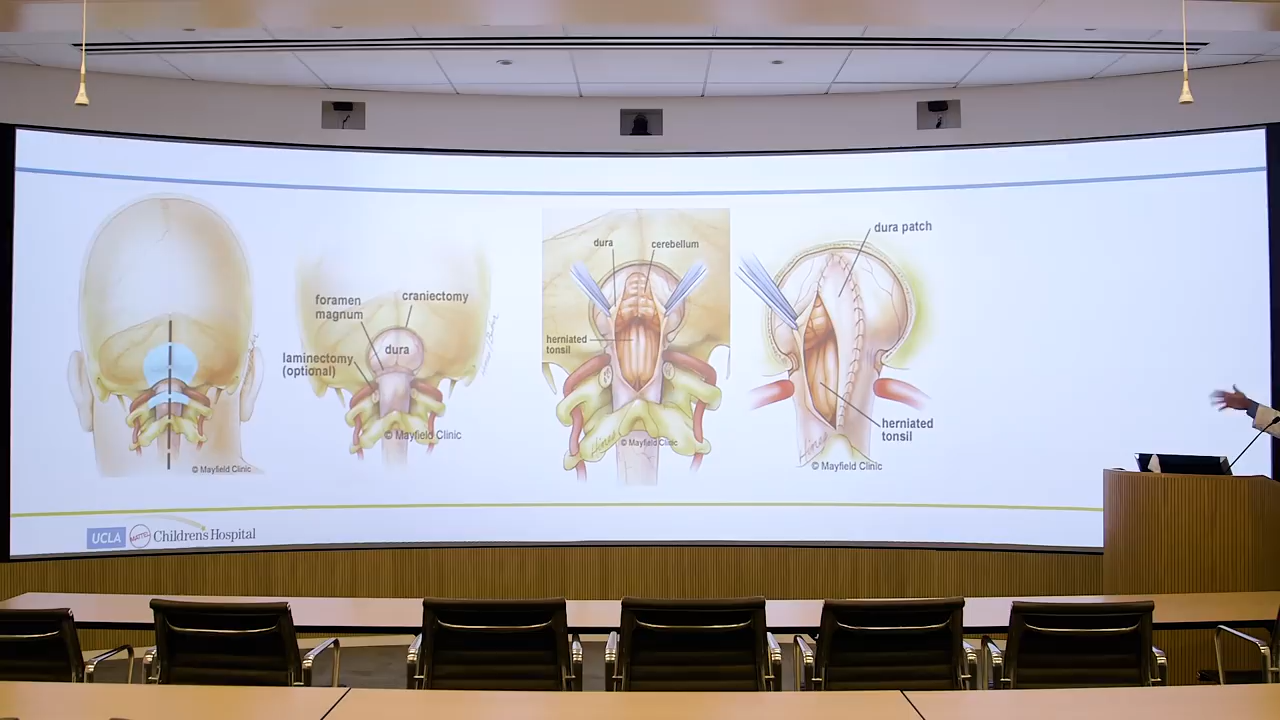 © Mayfield Clinic
foramen
magnum
craniectomy
dura
laminectomy
(optional)
© Mayfield Clinic
dura
cerebellum
herniated
tonsil
© Mayfield Clinic
dura patch
herniated
tonsil
© Mayfield Clinic
UCLA
MATTEL
Children's Hospital